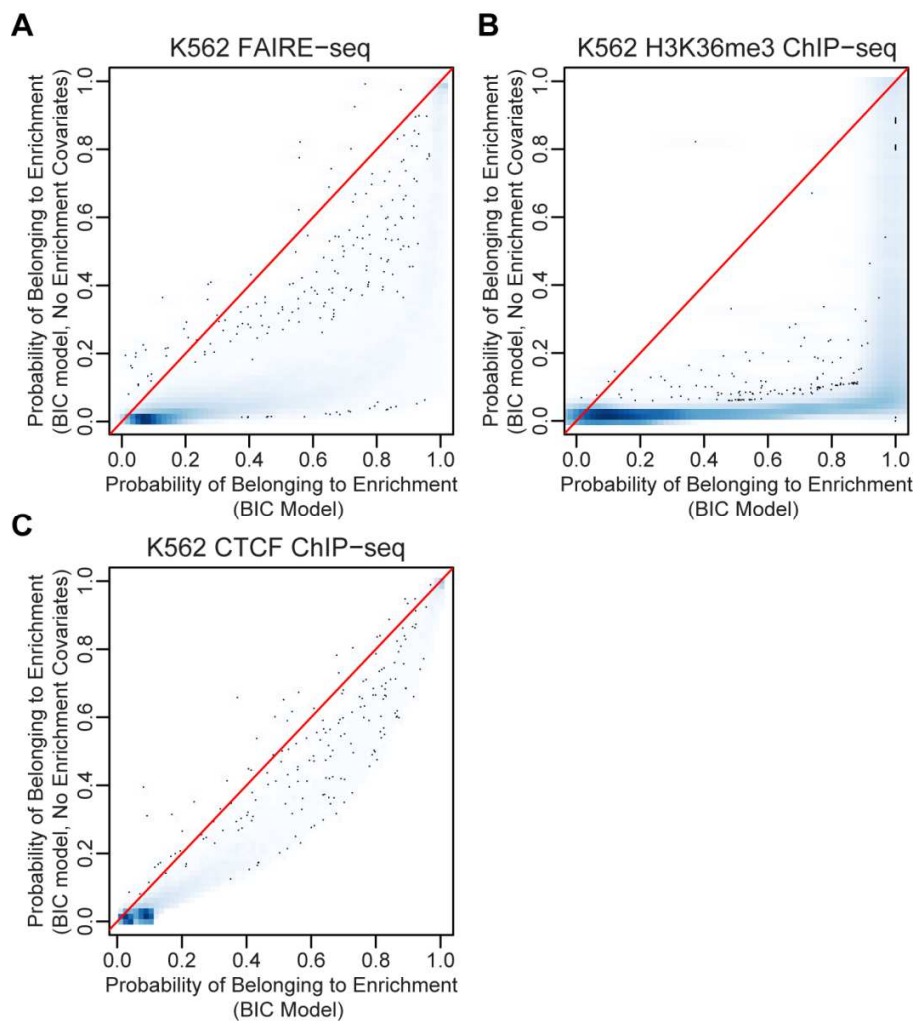 A
K562 FAIRE−seq
Probability of Belonging to Enrichment
(BIC model, No Enrichment Covariates)
1.0
0.8
0.6
0.4
0.2
0.0
0.0 0.2 0.4 0.6 0.8 1.0
Probability of Belonging to Enrichment
(BIC Model)
B
K562 H3K36me3 ChIP−seq
Probability of Belonging to Enrichment
(BIC model, No Enrichment Covariates)
1.0
0.8
0.6
0.4
0.2
0.0
0.0 0.2 0.4 0.6 0.8 1.0
Probability of Belonging to Enrichment
(BIC Model)
C
K562 CTCF ChIP−seq
Probability of Belonging to Enrichment
(BIC model, No Enrichment Covariates)
1.0
0.8
0.6
0.4
0.2
0.0
0.0 0.2 0.4 0.6 0.8 1.0
Probability of Belonging to Enrichment
(BIC Model)